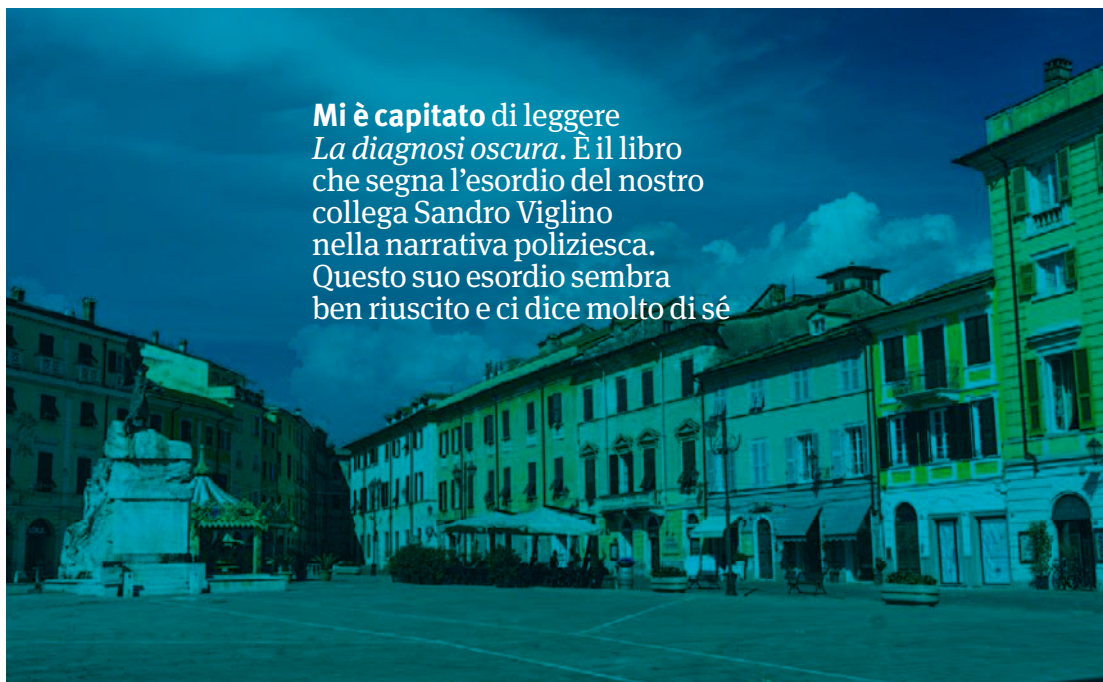 Mi è capitato di leggere
La diagnosi oscura. È il libro
che segna l’esordio del nostro
collega Sandro Viglino
nella narrativa poliziesca.
Questo suo esordio sembra
ben riuscito e ci dice molto di sé